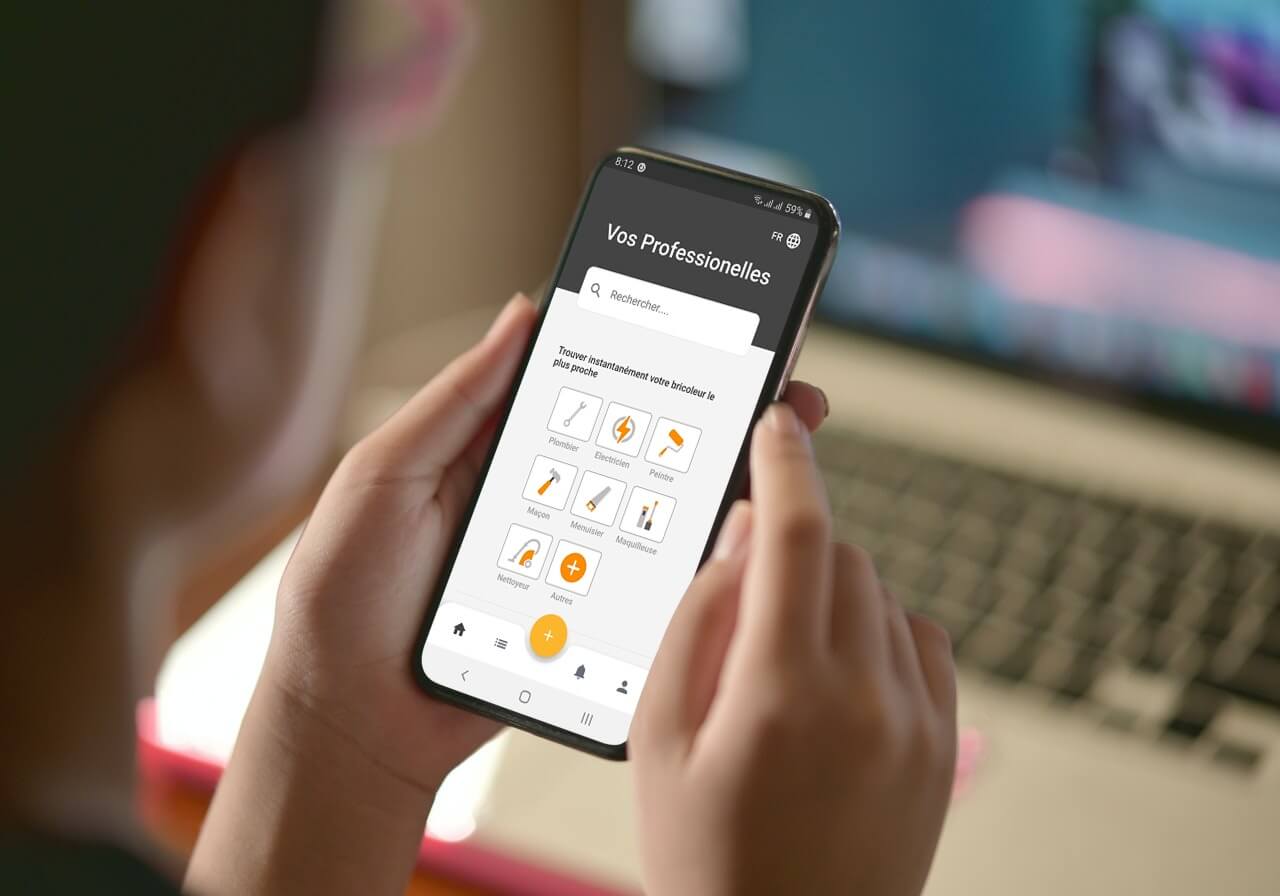 8:12
59%
FR
Vos Professionelles
Rechercher....
Trouver instantanément votre bricoleur le
plus proche
Plombier
Electricien
Peintre
Maçon
Menuisier
Maquilleuse
Nettoyeur
Autres